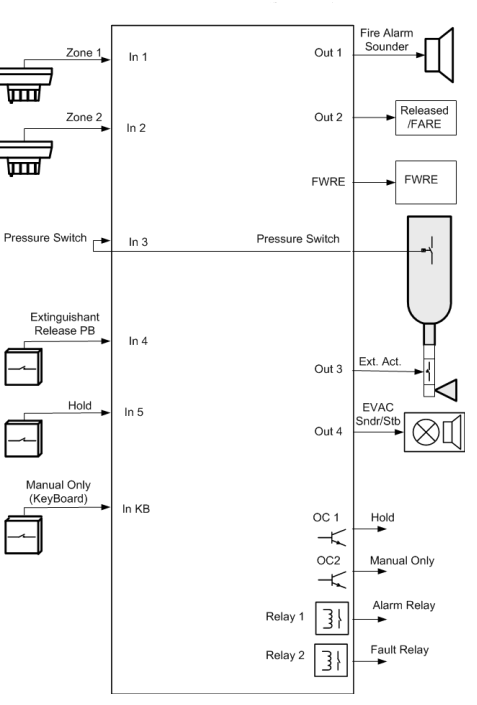 Fire Alarm
Sounder
Zone 1
In 1
Out 1
Zone 2
In 2
Out 2
Released
/FARE
FWRE
FWRE
Pressure Switch
In 3
Pressure Switch
Extinguishant
Release PB
In 4
Out 3
Ext. Act.
Hold
In 5
EVAC
Sndr/Stb
Out 4
Manual Only
(KeyBoard)
In KB
OC 1
Hold
OC2
Manual Only
Relay 1
Alarm Relay
Relay 2
Fault Relay